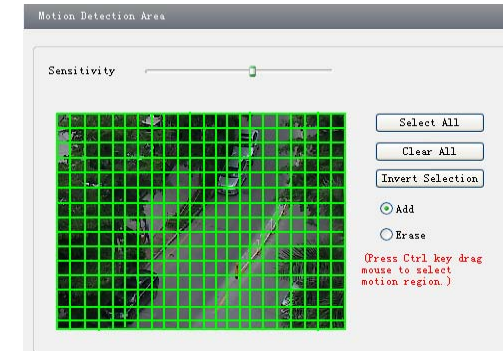 Motion Detection Area
Sensitivity
Select All
Clear All
Invert Selection
Add
Erase
(Press Ctrl key drag
mouse to select
motion region.)